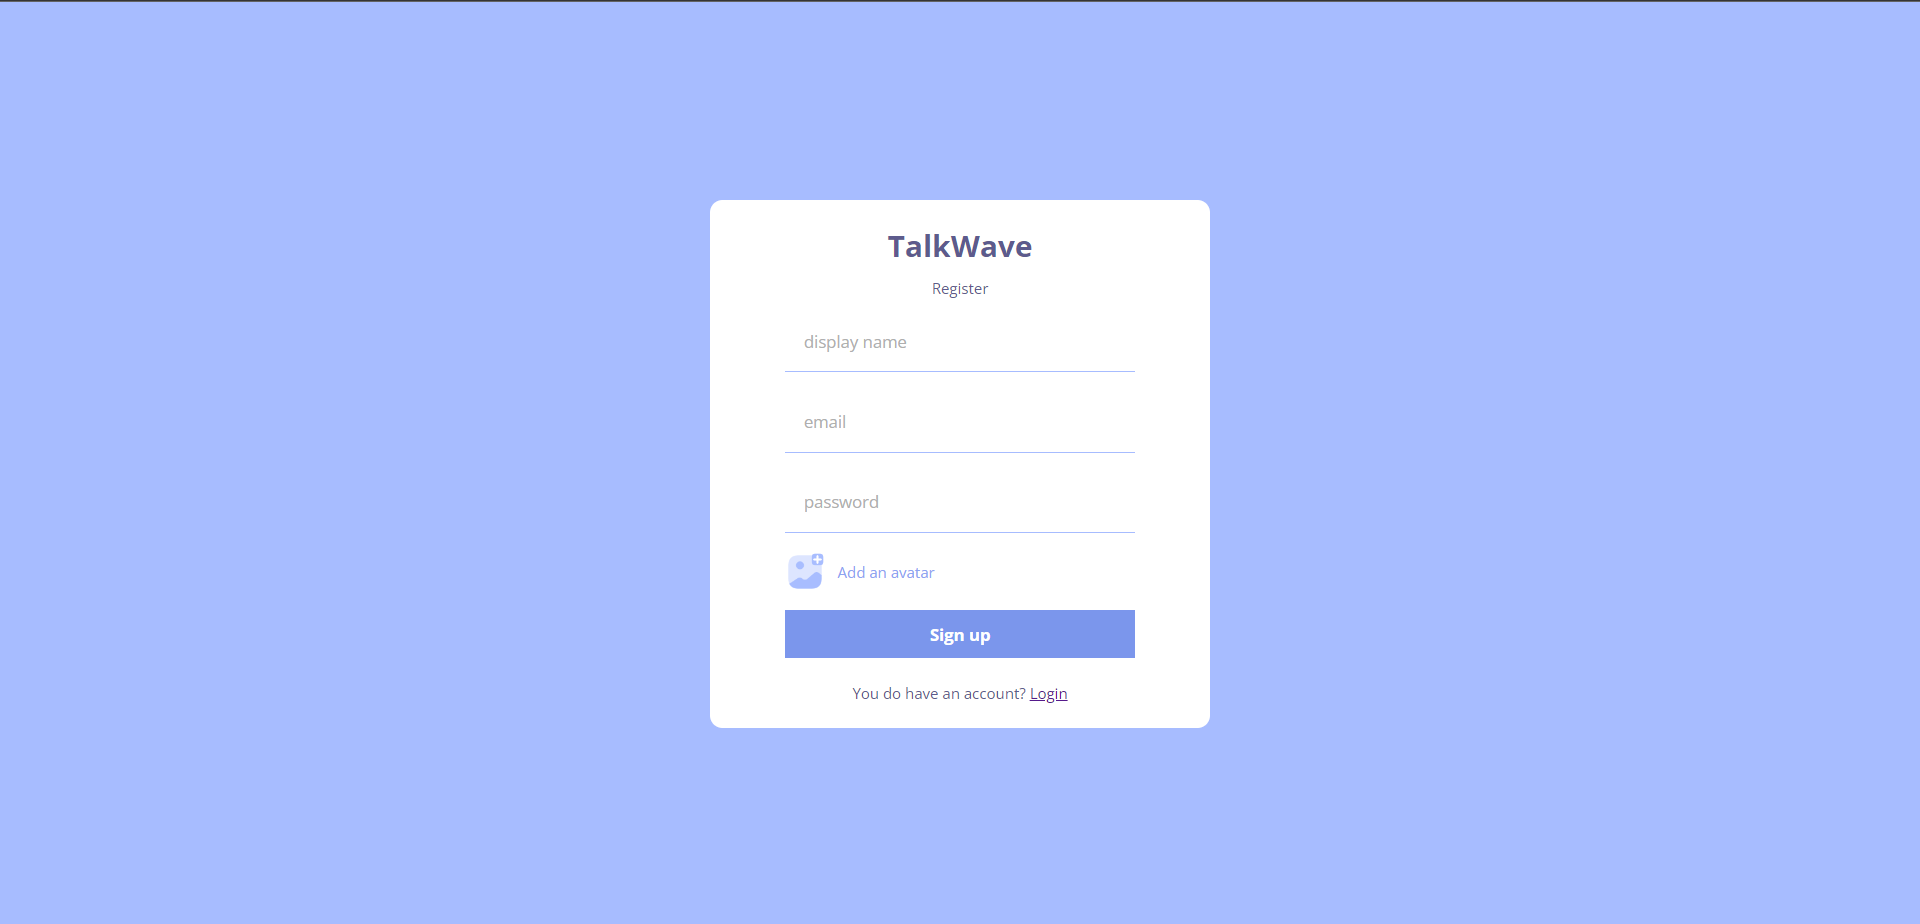 TalkWave
Register
display name
email
password
Add an avatar
Sign up
You do have an account? Login